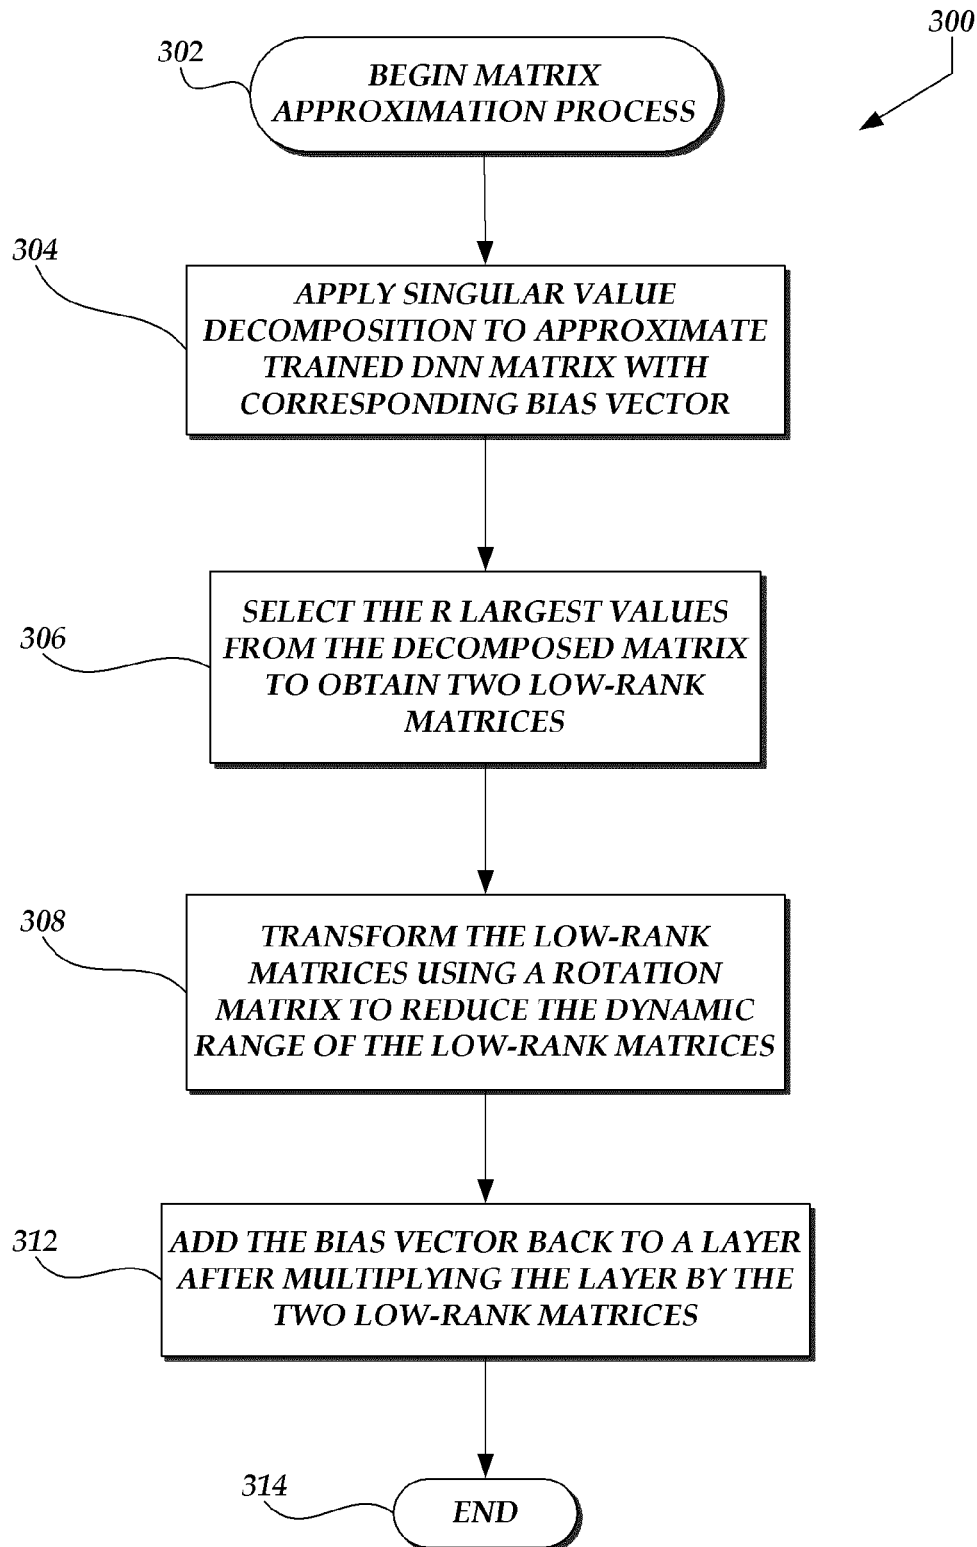 300
302
BEGIN MATRIX
APPROXIMATION PROCESS
304
APPLY SINGULAR VALUE
DECOMPOSITION TO APPROXIMATE
TRAINED DNN MATRIX WITH
CORRESPONDING BIAS VECTOR
306
SELECT THE R LARGEST VALUES
FROM THE DECOMPOSED MATRIX
TO OBTAIN TWO LOW-RANK
MATRICES
308
TRANSFORM THE LOW-RANK
MATRICES USING A ROTATION
MATRIX TO REDUCE THE DYNAMIC
RANGE OF THE LOW-RANK MATRICES
312
ADD THE BIAS VECTOR BACK TO A LAYER
AFTER MULTIPLYING THE LAYER BY THE
TWO LOW-RANK MATRICES
314
END